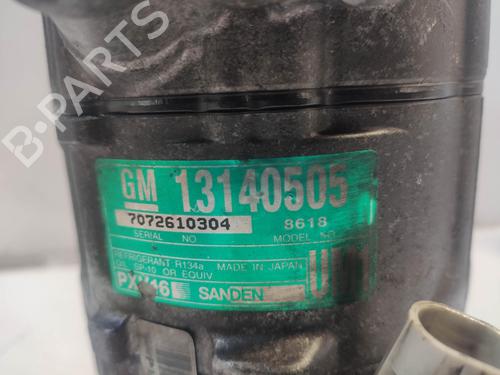 B-PARTS
GM 13140505
7072610304 8618
SERIAL NO MODEL NO
REFRIGERANT R134a MADE IN JAPAN
OIL SP-10 OR EQUIV
PXV16 SANDEN